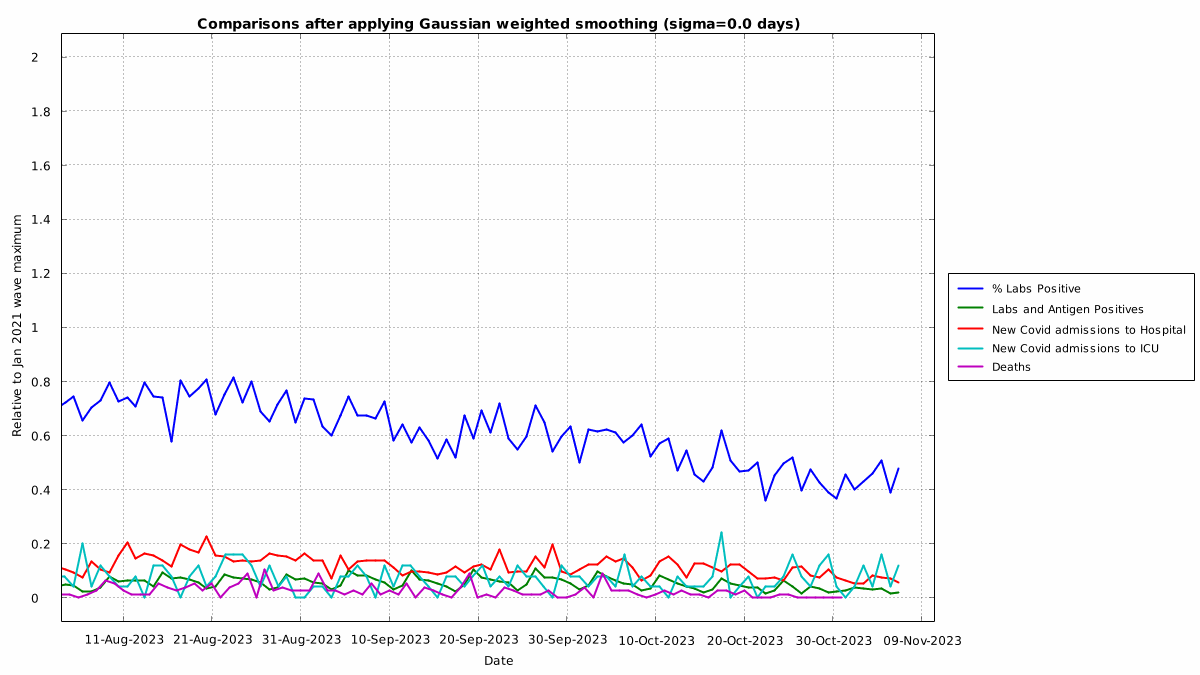 Comparisons after applying Gaussian weighted smoothing (sigma=0.0 days)
Relative to Jan 2021 wave maximum
2
1.8
1.6
1.4
1.2
1
0.8
0.6
0.4
0.2
0
11-Aug-2023 21-Aug-2023 31-Aug-2023 10-Sep-2023 20-Sep-2023 30-Sep-2023 10-Oct-2023 20-Oct-2023 30-Oct-2023 09-Nov-2023
Date
% Labs Positive
Labs and Antigen Positives
New Covid admissions to Hospital
New Covid admissions to ICU
Deaths